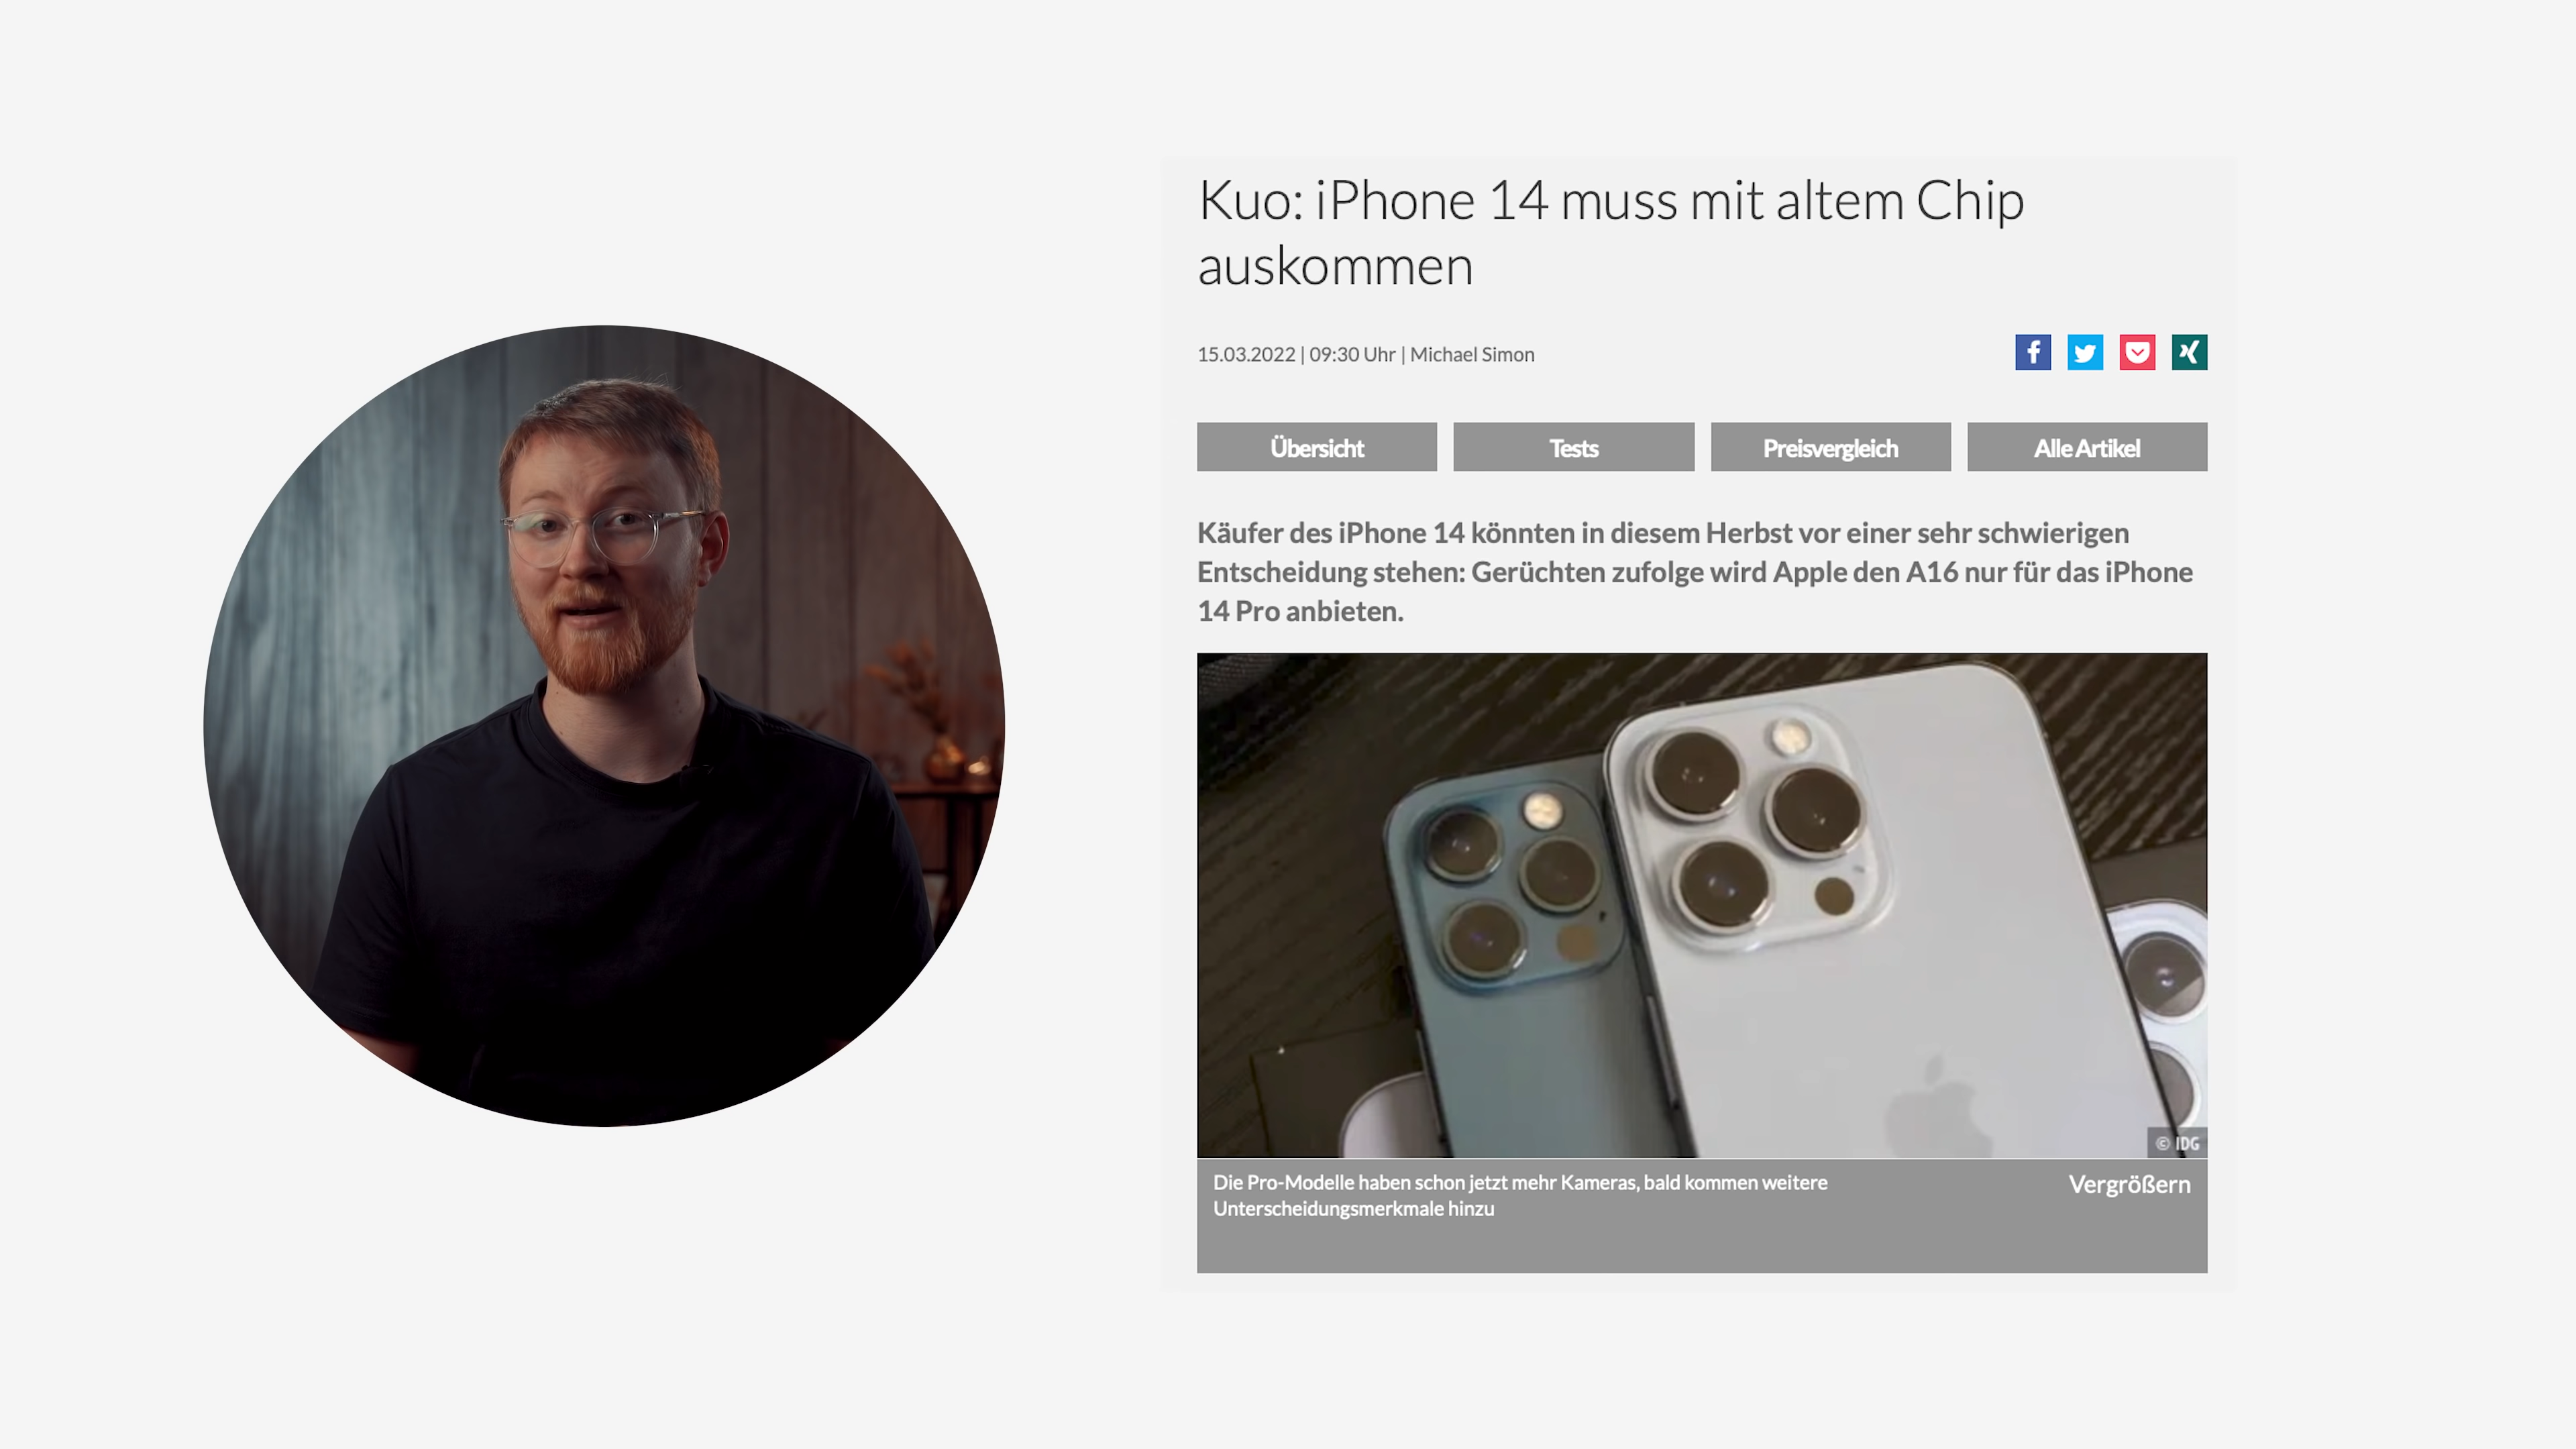 Kuo: iPhone 14 muss mit altem Chip
auskommen
15.03.2022 | 09:30 Uhr | Michael Simon
Übersicht
Tests
Preisvergleich
Alle Artikel
Käufer des iPhone 14 könnten in diesem Herbst vor einer sehr schwierigen
Entscheidung stehen: Gerüchten zufolge wird Apple den A16 nur für das iPhone
14 Pro anbieten.
© IDG
Die Pro-Modelle haben schon jetzt mehr Kameras, bald kommen weitere
Unterscheidungsmerkmale hinzu
Vergrößern